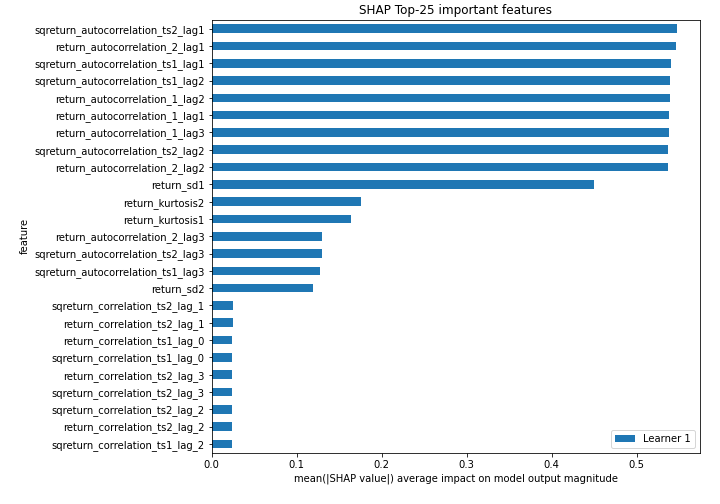 SHAP Top-25 important features
sqreturn_autocorrelation_ts2_lag1
return_autocorrelation_2_lag1
sqreturn_autocorrelation_ts1_lag1
sqreturn_autocorrelation_ts1_lag2
return_autocorrelation_1_lag2
return_autocorrelation_1_lag1
return_autocorrelation_1_lag3
sqreturn_autocorrelation_ts2_lag2
return_autocorrelation_2_lag2
return_sd1
return_kurtosis2
return_kurtosis1
return_autocorrelation_2_lag3
sqreturn_autocorrelation_ts2_lag3
sqreturn_autocorrelation_ts1_lag3
return_sd2
sqreturn_correlation_ts2_lag_1
return_correlation_ts2_lag_1
return_correlation_ts1_lag_0
sqreturn_correlation_ts1_lag_0
return_correlation_ts2_lag_3
sqreturn_correlation_ts2_lag_3
sqreturn_correlation_ts2_lag_2
return_correlation_ts2_lag_2
sqreturn_correlation_ts1_lag_2
feature
Learner 1
0.0 0.1 0.2 0.3 0.4 0.5
mean(|SHAP value|) average impact on model output magnitude